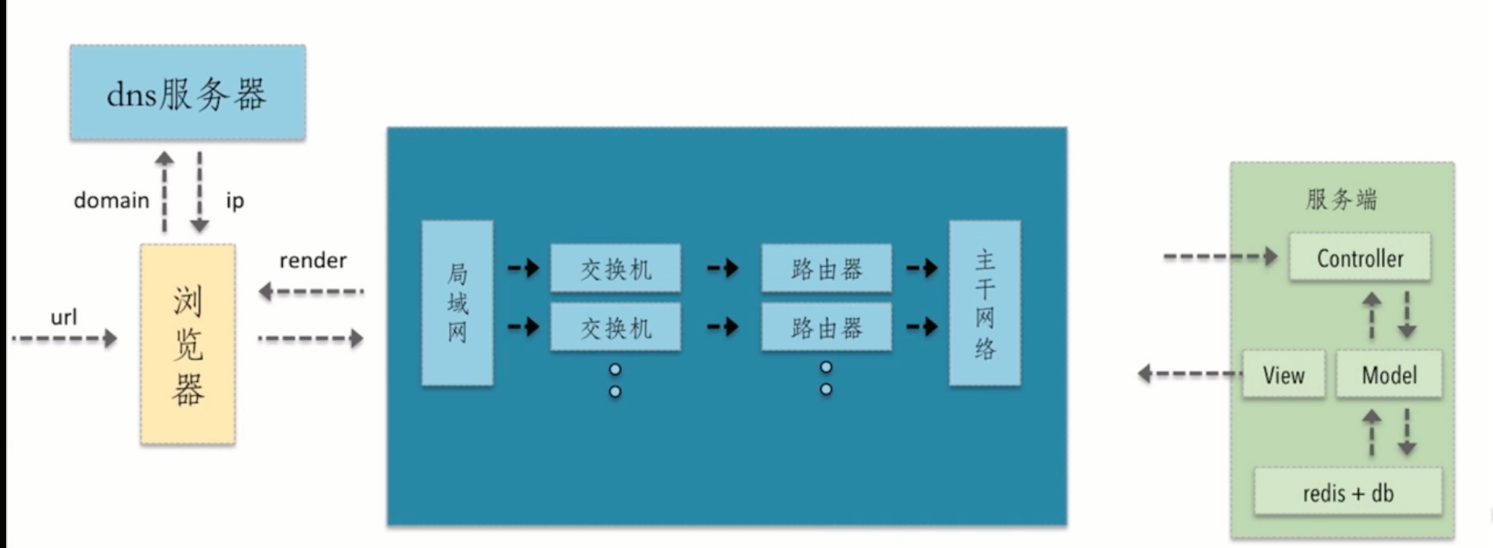 dns服务器
domain
ip
url
浏览器
render
局域网
交换机
路由器
交换机
路由器
主干网络
服务端
Controller
View
Model
redis + db